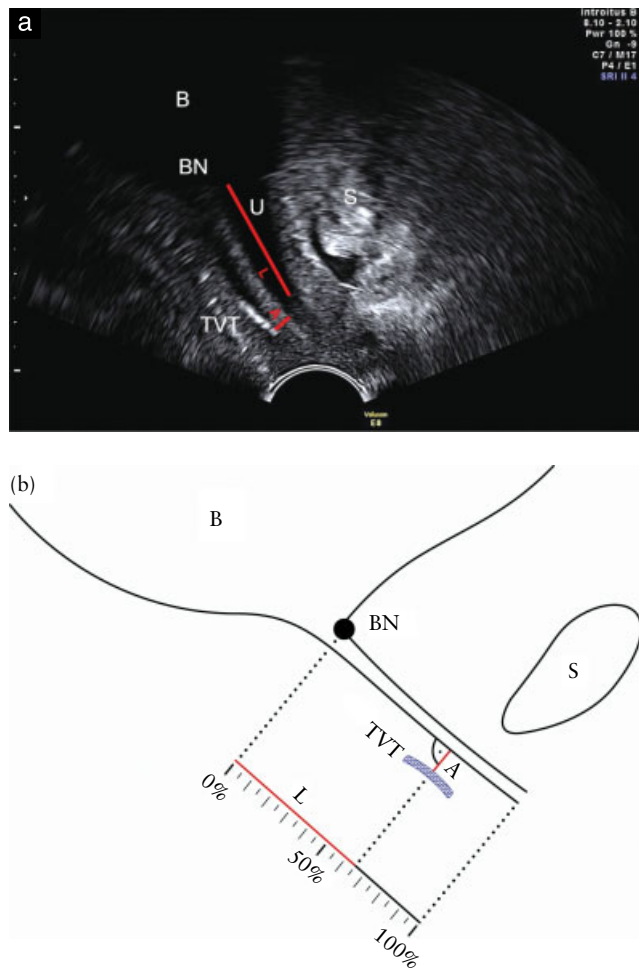 a
Introitus B
8.10 - 2.10
Pwr 100 %
Gn -9
C7 / M17
P4 / E1
SRI II 4
B
BN
U
S
L
TVT
Voluson
E8
(b)
B
BN
S
TVT
A
0%
L
50%
100%